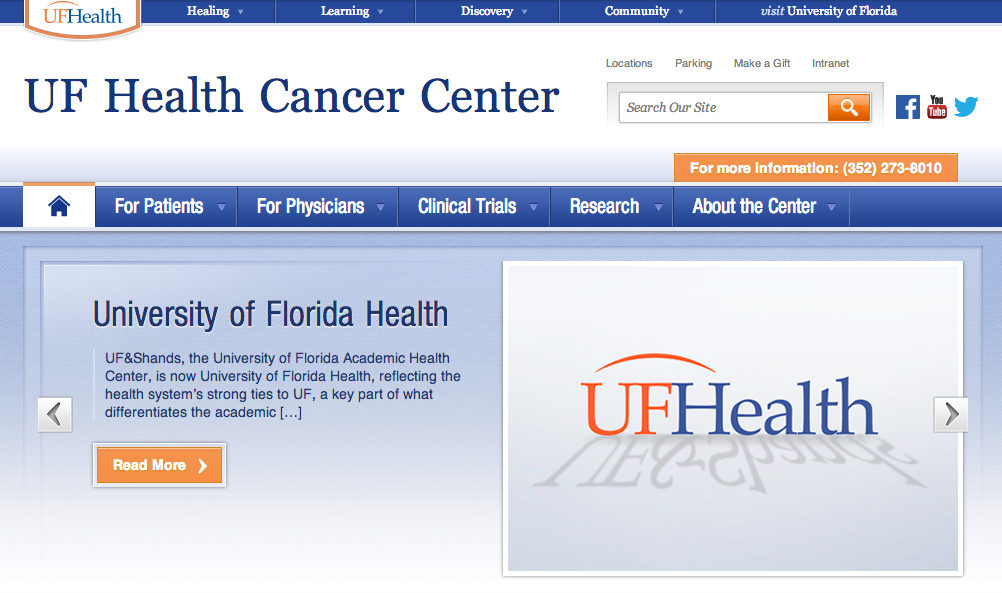 UFHealth
Healing
Learning
Discovery
Community
visit University of Florida
Locations
Parking
Make a Gift
Intranet
UF Health Cancer Center
Search Our Site
You
Tube
For more information: (352) 273-8010
For Patients
For Physicians
Clinical Trials
Research
About the Center
University of Florida Health
UF&Shands, the University of Florida Academic Health
Center, is now University of Florida Health, reflecting the
health system's strong ties to UF, a key part of what
differentiates the academic [...]
Read More
UFHealth
UF&Shands